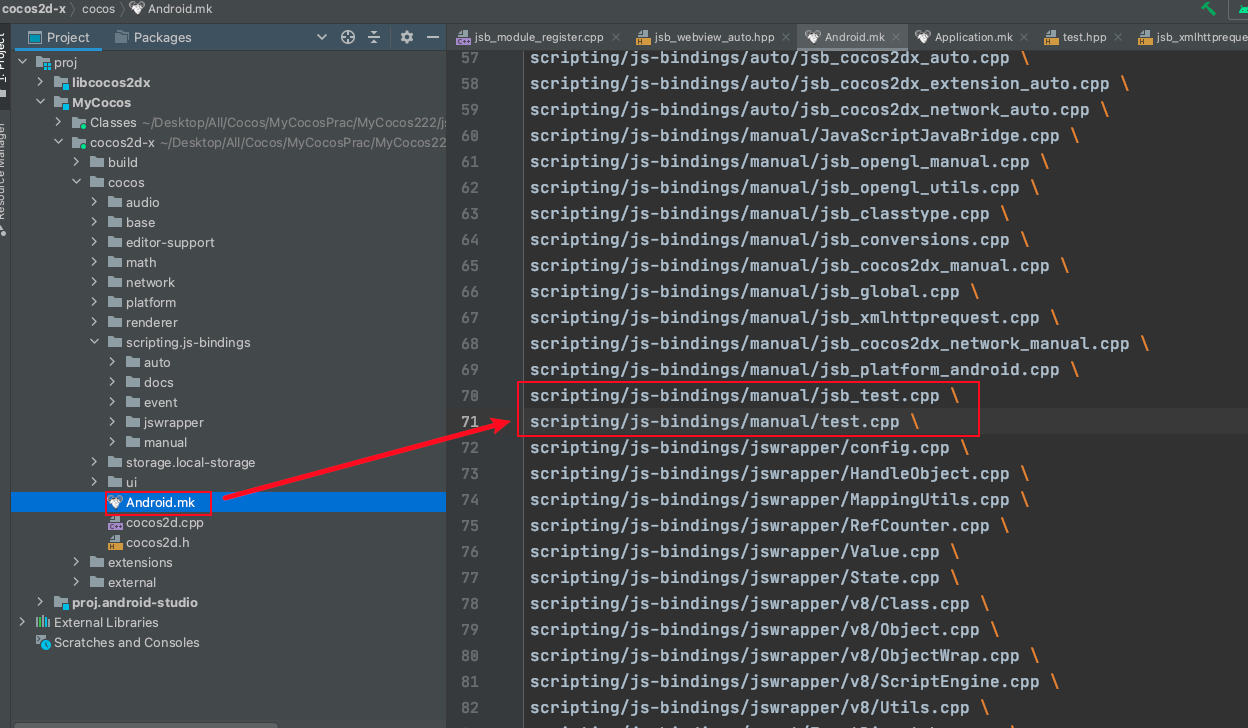 cocos2d-x › cocos › Android.mk
1: Project
Resource Manager
Project Packages
proj
libcocos2dx
MyCocos
Classes ~/Desktop/All/Cocos/MyCocosPrac/MyCocos222/js
cocos2d-x ~/Desktop/All/Cocos/MyCocosPrac/MyCocos22
build
cocos
audio
base
editor-support
math
network
platform
renderer
scripting.js-bindings
auto
docs
event
jswrapper
manual
storage.local-storage
ui
Android.mk
cocos2d.cpp
cocos2d.h
extensions
external
proj.android-studio
External Libraries
Scratches and Consoles
jsb_module_register.cpp jsb_webview_auto.hpp Android.mk Application.mk test.hpp jsb_xmlhttpreque
57 scripting/js-bindings/auto/jsb_cocos2dx_auto.cpp \
58 scripting/js-bindings/auto/jsb_cocos2dx_extension_auto.cpp \
59 scripting/js-bindings/auto/jsb_cocos2dx_network_auto.cpp \
60 scripting/js-bindings/manual/JavaScriptJavaBridge.cpp \
61 scripting/js-bindings/manual/jsb_opengl_manual.cpp \
62 scripting/js-bindings/manual/jsb_opengl_utils.cpp \
63 scripting/js-bindings/manual/jsb_classtype.cpp \
64 scripting/js-bindings/manual/jsb_conversions.cpp \
65 scripting/js-bindings/manual/jsb_cocos2dx_manual.cpp \
66 scripting/js-bindings/manual/jsb_global.cpp \
67 scripting/js-bindings/manual/jsb_xmlhttprequest.cpp \
68 scripting/js-bindings/manual/jsb_cocos2dx_network_manual.cpp \
69 scripting/js-bindings/manual/jsb_platform_android.cpp \
70 scripting/js-bindings/manual/jsb_test.cpp \
71 scripting/js-bindings/manual/test.cpp \
72 scripting/js-bindings/jswrapper/config.cpp \
73 scripting/js-bindings/jswrapper/HandleObject.cpp \
74 scripting/js-bindings/jswrapper/MappingUtils.cpp \
75 scripting/js-bindings/jswrapper/RefCounter.cpp \
76 scripting/js-bindings/jswrapper/Value.cpp \
77 scripting/js-bindings/jswrapper/State.cpp \
78 scripting/js-bindings/jswrapper/v8/Class.cpp \
79 scripting/js-bindings/jswrapper/v8/Object.cpp \
80 scripting/js-bindings/jswrapper/v8/ObjectWrap.cpp \
81 scripting/js-bindings/jswrapper/v8/ScriptEngine.cpp \
82 scripting/js-bindings/jswrapper/v8/Utils.cpp \